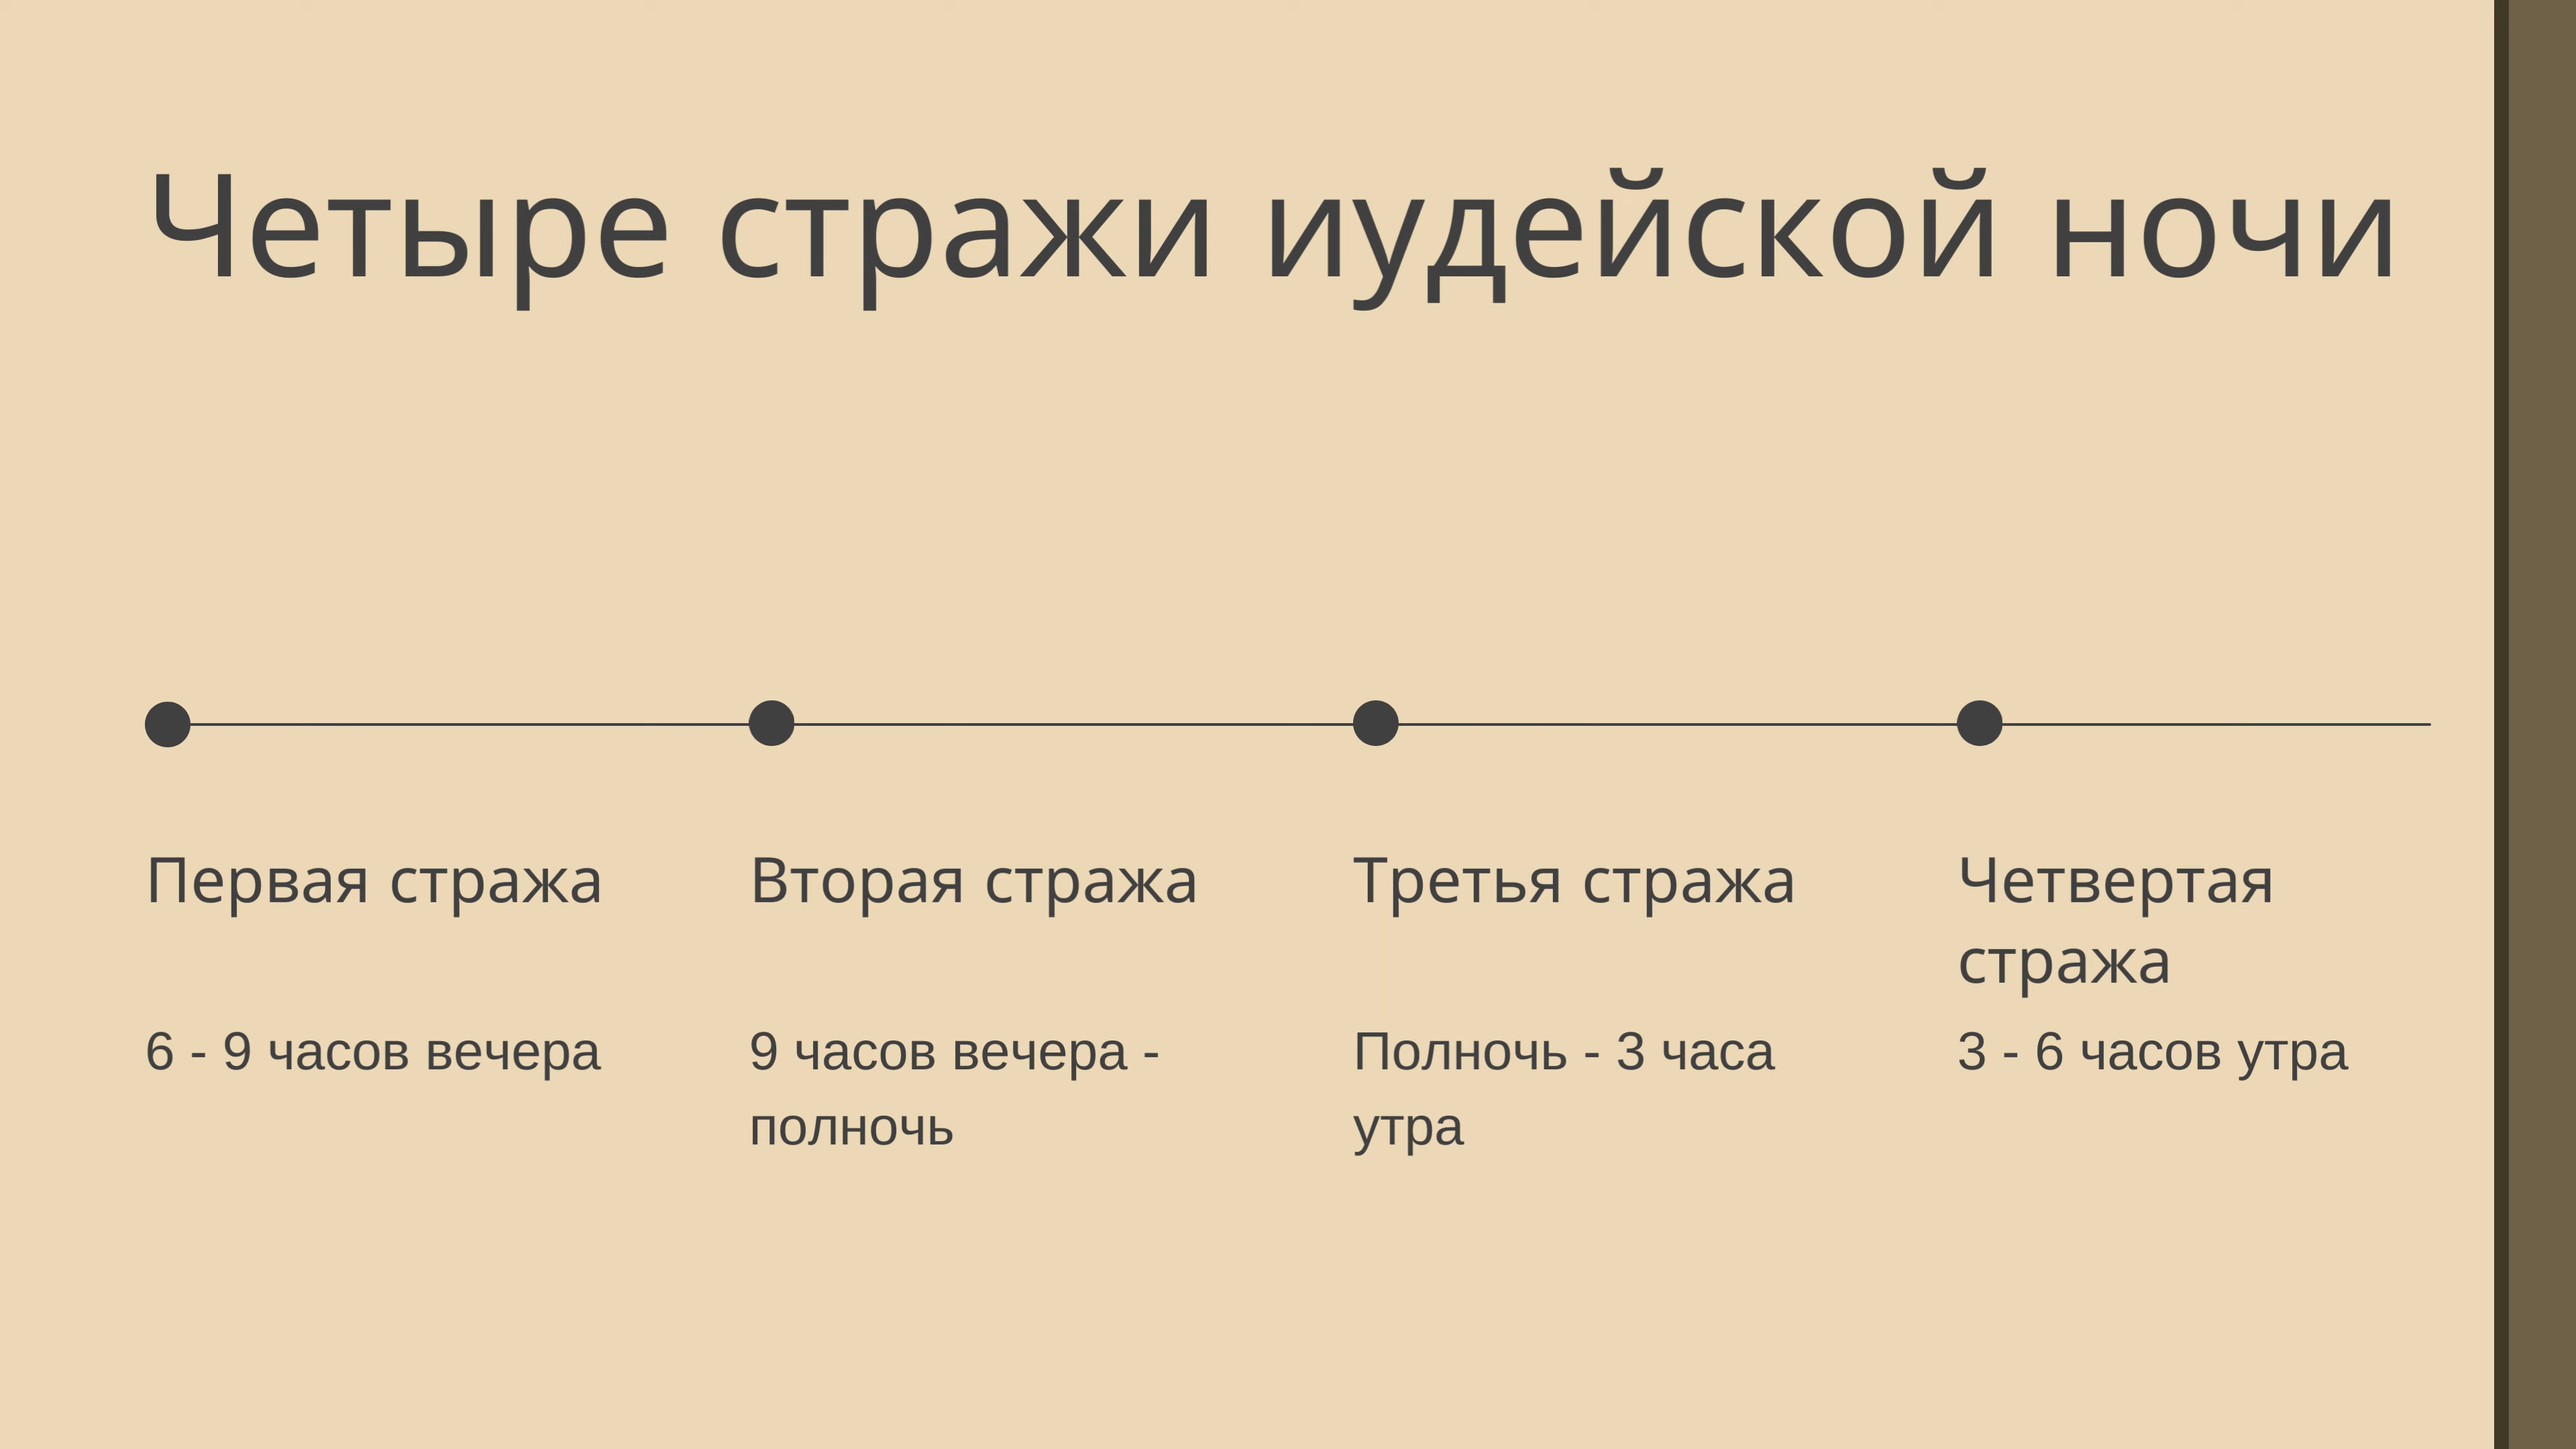 Четыре стражи иудейской ночи
Первая стража
6 - 9 часов вечера
Вторая стража
9 часов вечера -
полночь
Третья стража
Полночь - 3 часа
утра
Четвертая
стража
3 - 6 часов утра